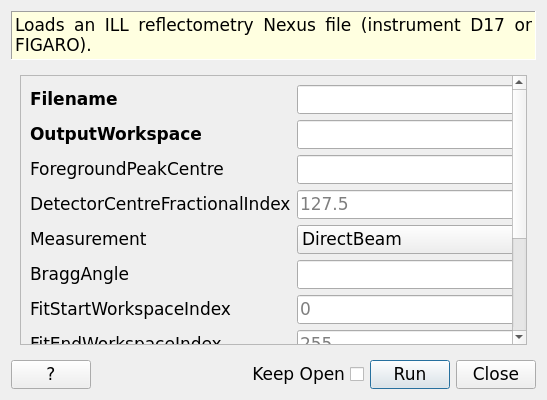 Loads an ILL reflectometry Nexus file (instrument D17 or
FIGARO).
Filename
OutputWorkspace
ForegroundPeakCentre
DetectorCentreFractionalIndex 127.5
Measurement DirectBeam
BraggAngle
FitStartWorkspaceIndex 0
FitEndWorkspaceIndex 255
? Keep Open Run Close